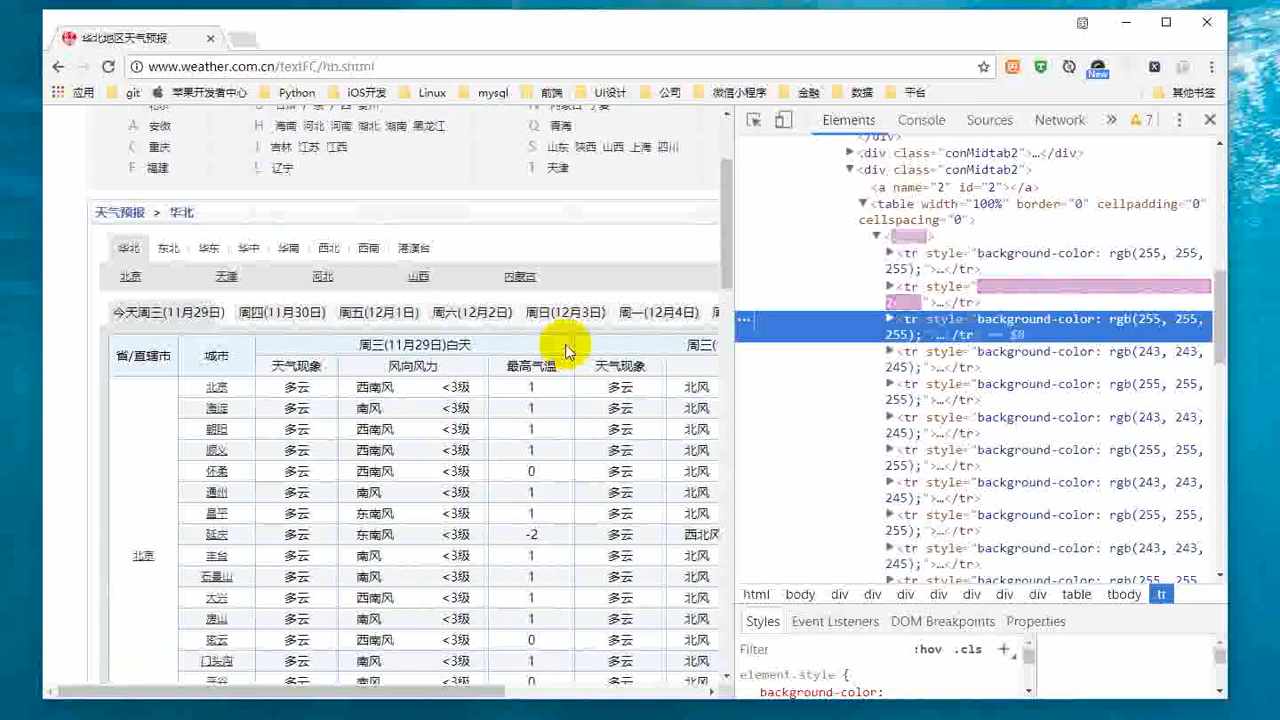 华北地区天气预报
www.weather.com.cn/textFC/hb.shtml
New
应用 git 苹果开发者中心 Python iOS开发 Linux mysql 前端 UI设计 公司 微信小程序 金融 数据 平台 其他书签
A 安徽 H 海南 河北 河南 湖北 湖南 黑龙江 Q 青海
C 重庆 J 吉林 江苏 江西 S 山东 陕西 山西 上海 四川
F 福建 L 辽宁 T 天津
天气预报 > 华北
华北 东北 华东 华中 华南 西北 西南 港澳台
北京 天津 河北 山西 内蒙古
今天周三(11月29日) 周四(11月30日) 周五(12月1日) 周六(12月2日) 周日(12月3日) 周一(12月4日)
省/直辖市 城市 周三(11月29日)白天 周三(
天气现象 风向风力 最高气温 天气现象
北京 多云 西南风 <3级 1 多云 北风
海淀 多云 南风 <3级 1 多云 北风
朝阳 多云 西南风 <3级 1 多云 北风
顺义 多云 南风 <3级 1 多云 北风
怀柔 多云 西南风 <3级 0 多云 北风
通州 多云 南风 <3级 1 多云 北风
昌平 多云 东南风 <3级 1 多云 北风
延庆 多云 东南风 <3级 -2 多云 西北风
北京 丰台 多云 南风 <3级 1 多云 北风
石景山 多云 南风 <3级 1 多云 北风
大兴 多云 南风 <3级 1 多云 北风
房山 多云 南风 <3级 1 多云 北风
密云 多云 西南风 <3级 0 多云 北风
门头沟 多云 南风 <3级 1 多云 北风
平谷 多云 南风 <3级 0 多云 北风
Elements Console Sources Network » 7
</div>
<div class="conMidtab2">…</div>
<div class="conMidtab2">
<a name="2" id="2"></a>
<table width="100%" border="0" cellpadding="0"
cellspacing="0">
<tr style="background-color: rgb(255, 255,
255);">…</tr>
<tr style="
">…</tr>
<tr style="background-color: rgb(255, 255,
255);">…</tr> == $0
<tr style="background-color: rgb(243, 243,
245);">…</tr>
<tr style="background-color: rgb(255, 255,
255);">…</tr>
<tr style="background-color: rgb(243, 243,
245);">…</tr>
<tr style="background-color: rgb(255, 255,
255);">…</tr>
<tr style="background-color: rgb(243, 243,
245);">…</tr>
<tr style="background-color: rgb(255, 255,
255);">…</tr>
<tr style="background-color: rgb(243, 243,
245);">…</tr>
<tr style="background-color: rgb(255, 255,
html body div div div div div div div table tbody tr
Styles Event Listeners DOM Breakpoints Properties
Filter :hov .cls +
element.style {
background-color: